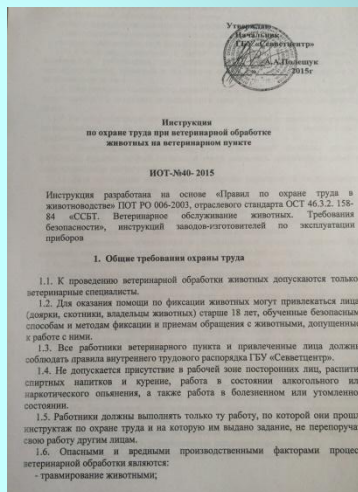 Утверждаю
Начальник
ГБУ «Севветцентр»
А.А.Полещук
2015г
Инструкция
по охране труда при ветеринарной обработке
животных на ветеринарном пункте
ИОТ-№40- 2015
Инструкция разработана на основе «Правил по охране труда в
животноводстве» ПОТ РО 006-2003, отраслевого стандарта ОСТ 46.3.2. 158-
84 «ССБТ. Ветеринарное обслуживание животных. Требования
безопасности», инструкций заводов-изготовителей по эксплуатации
приборов
1. Общие требования охраны труда
1.1. К проведению ветеринарной обработки животных допускаются только
ветеринарные специалисты.
1.2. Для оказания помощи по фиксации животных могут привлекаться лица
(доярки, скотники, владельцы животных) старше 18 лет, обученные безопасным
способам и методам фиксации и приемам обращения с животными, допущенные
к работе с ними.
1.3. Все работники ветеринарного пункта и привлеченные лица должны
соблюдать правила внутреннего трудового распорядка ГБУ «Севветцентр».
1.4. Не допускается присутствие в рабочей зоне посторонних лиц, распити
спиртных напитков и курение, работа в состоянии алкогольного ил
наркотического опьянения, а также работа в болезненном или утомленно
состоянии.
1.5. Работники должны выполнять только ту работу, по которой они прошл
инструктаж по охране труда и на которую им выдано задание, не перепоруча
свою работу другим лицам.
1.6. Опасными и вредными производственными факторами процес
ветеринарной обработки являются:
- травмирование животными;